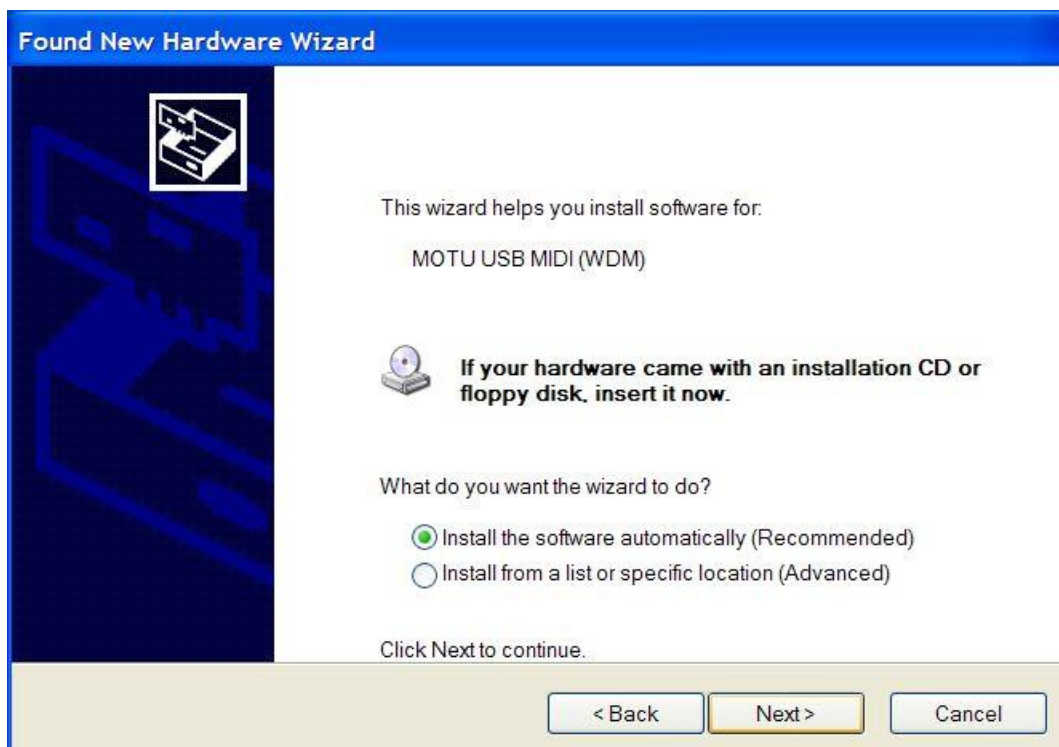 Found New Hardware Wizard
This wizard helps you install software for:
MOTU USB MIDI (WDM)
If your hardware came with an installation CD or
floppy disk, insert it now.
What do you want the wizard to do?
Install the software automatically (Recommended)
Install from a list or specific location (Advanced)
Click Next to continue.
< Back Next > Cancel